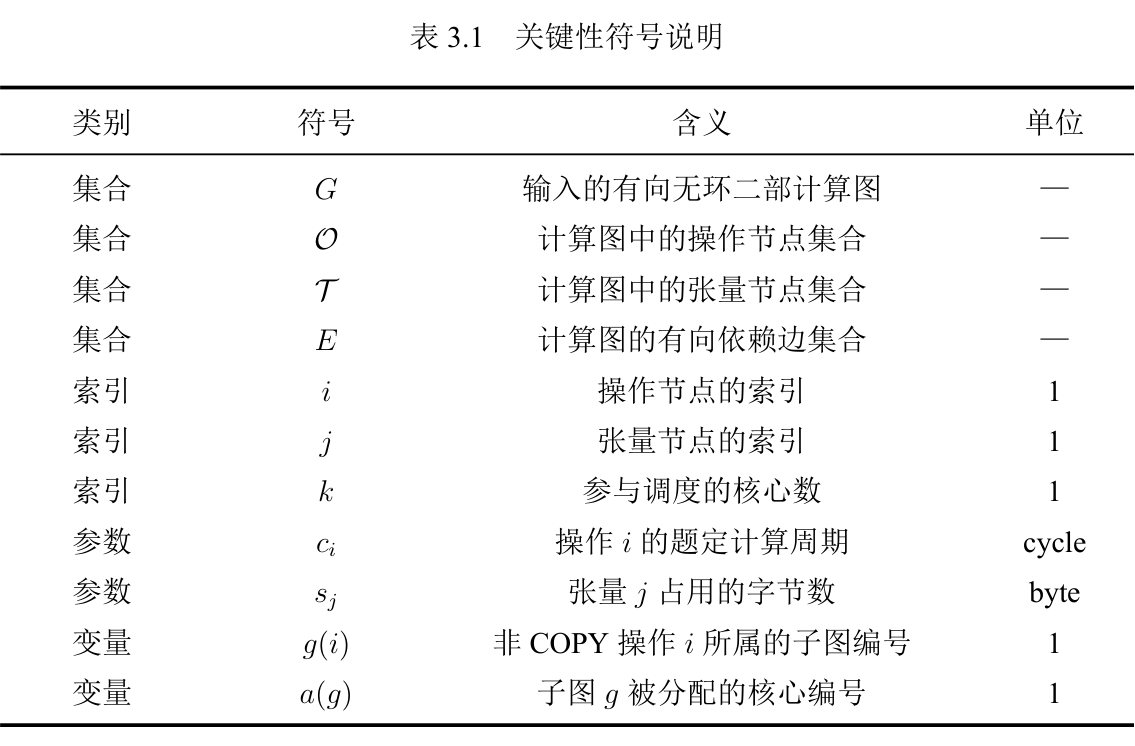 表 3.1 关键性符号说明
类别 符号 含义 单位
集合 G 输入的有向无环二部计算图 —
集合 𝒪 计算图中的操作节点集合 —
集合 𝒯 计算图中的张量节点集合 —
集合 E 计算图的有向依赖边集合 —
索引 i 操作节点的索引 1
索引 j 张量节点的索引 1
索引 k 参与调度的核心数 1
参数 cᵢ 操作 i 的题定计算周期 cycle
参数 sⱼ 张量 j 占用的字节数 byte
变量 g(i) 非 COPY 操作 i 所属的子图编号 1
变量 a(g) 子图 g 被分配的核心编号 1